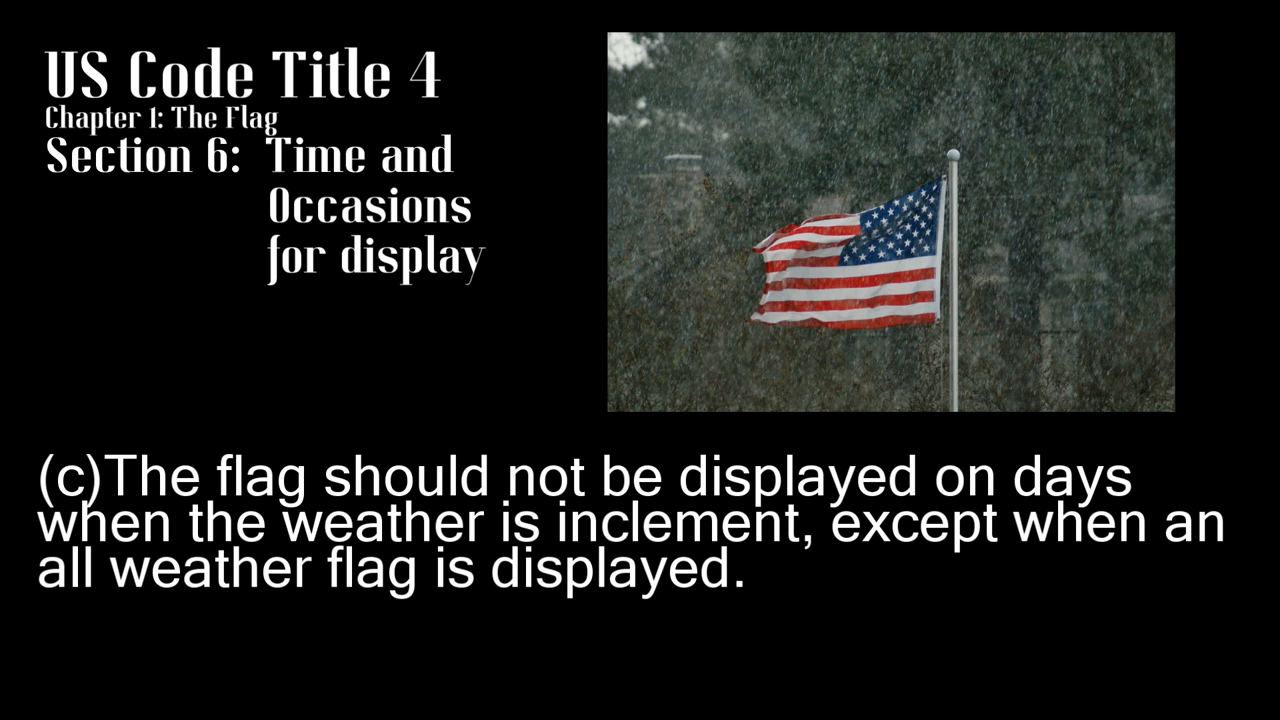 US Code Title 4
Chapter 1: The Flag
Section 6: Time and
Occasions
for display
(c)The flag should not be displayed on days
when the weather is inclement, except when an
all weather flag is displayed.